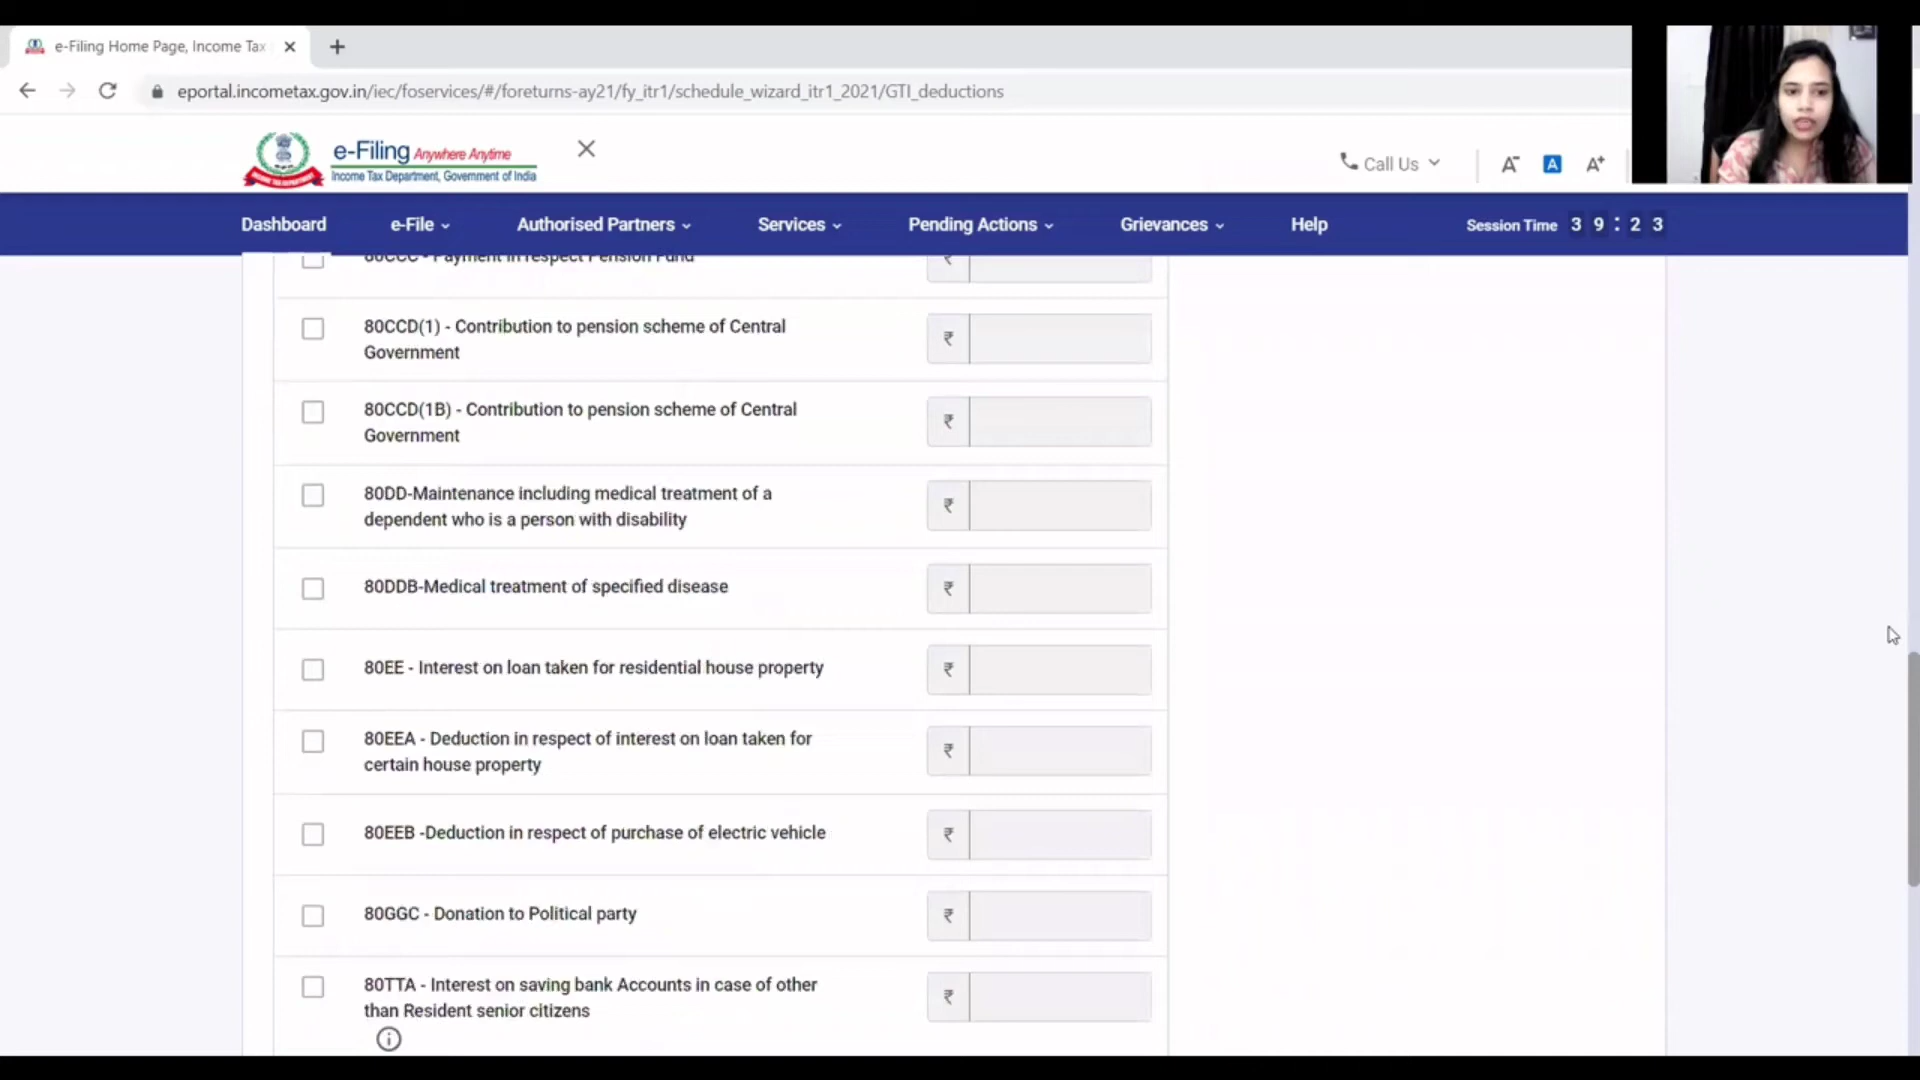 e-Filing Home Page, Income Tax
eportal.incometax.gov.in/iec/foservices/#/foreturns-ay21/fy_itr1/schedule_wizard_itr1_2021/GTI_deductions
e-Filing Anywhere Anytime
Income Tax Department, Government of India
Call Us
A-
A
A+
Dashboard
e-File
Authorised Partners
Services
Pending Actions
Grievances
Help
Session Time 3 9 : 2 3
80CCC - Payment in respect Pension Fund
₹
80CCD(1) - Contribution to pension scheme of Central
Government
₹
80CCD(1B) - Contribution to pension scheme of Central
Government
₹
80DD-Maintenance including medical treatment of a
dependent who is a person with disability
₹
80DDB-Medical treatment of specified disease
₹
80EE - Interest on loan taken for residential house property
₹
80EEA - Deduction in respect of interest on loan taken for
certain house property
₹
80EEB -Deduction in respect of purchase of electric vehicle
₹
80GGC - Donation to Political party
₹
80TTA - Interest on saving bank Accounts in case of other
than Resident senior citizens
₹